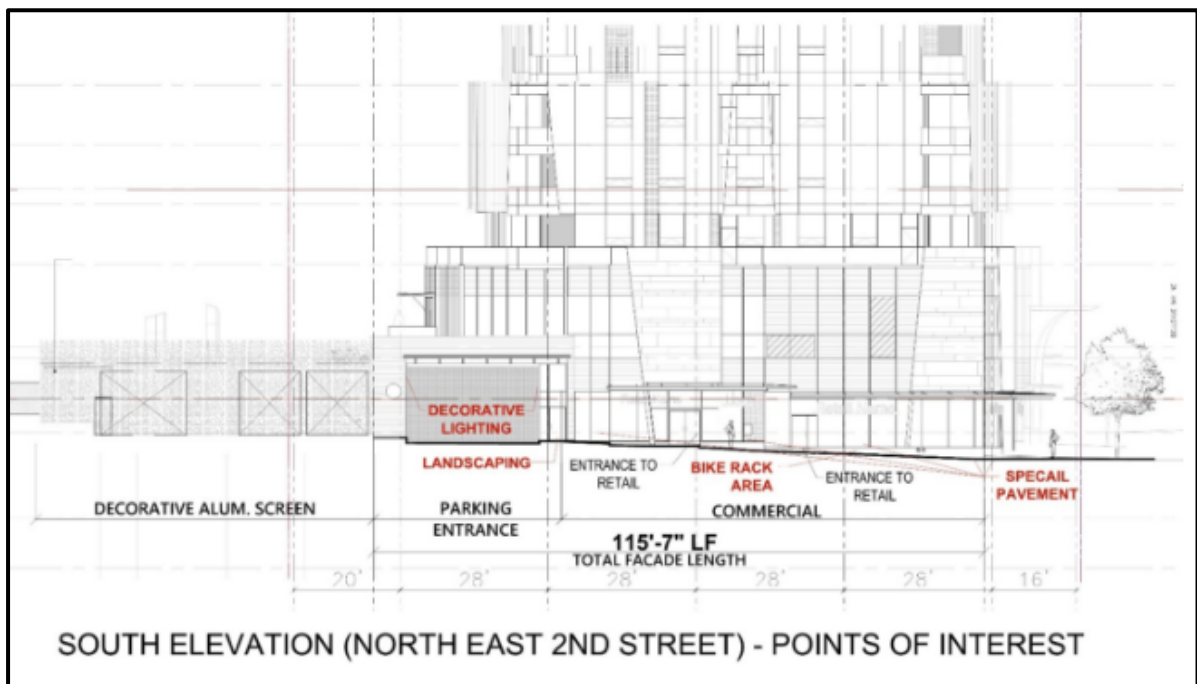 DECORATIVE
LIGHTING
LANDSCAPING
ENTRANCE TO
RETAIL
BIKE RACK
AREA
ENTRANCE TO
RETAIL
SPECAIL
PAVEMENT
DECORATIVE ALUM. SCREEN
PARKING
ENTRANCE
COMMERCIAL
115'-7" LF
TOTAL FACADE LENGTH
20' 28' 28' 28' 28' 16'
SOUTH ELEVATION (NORTH EAST 2ND STREET) - POINTS OF INTEREST